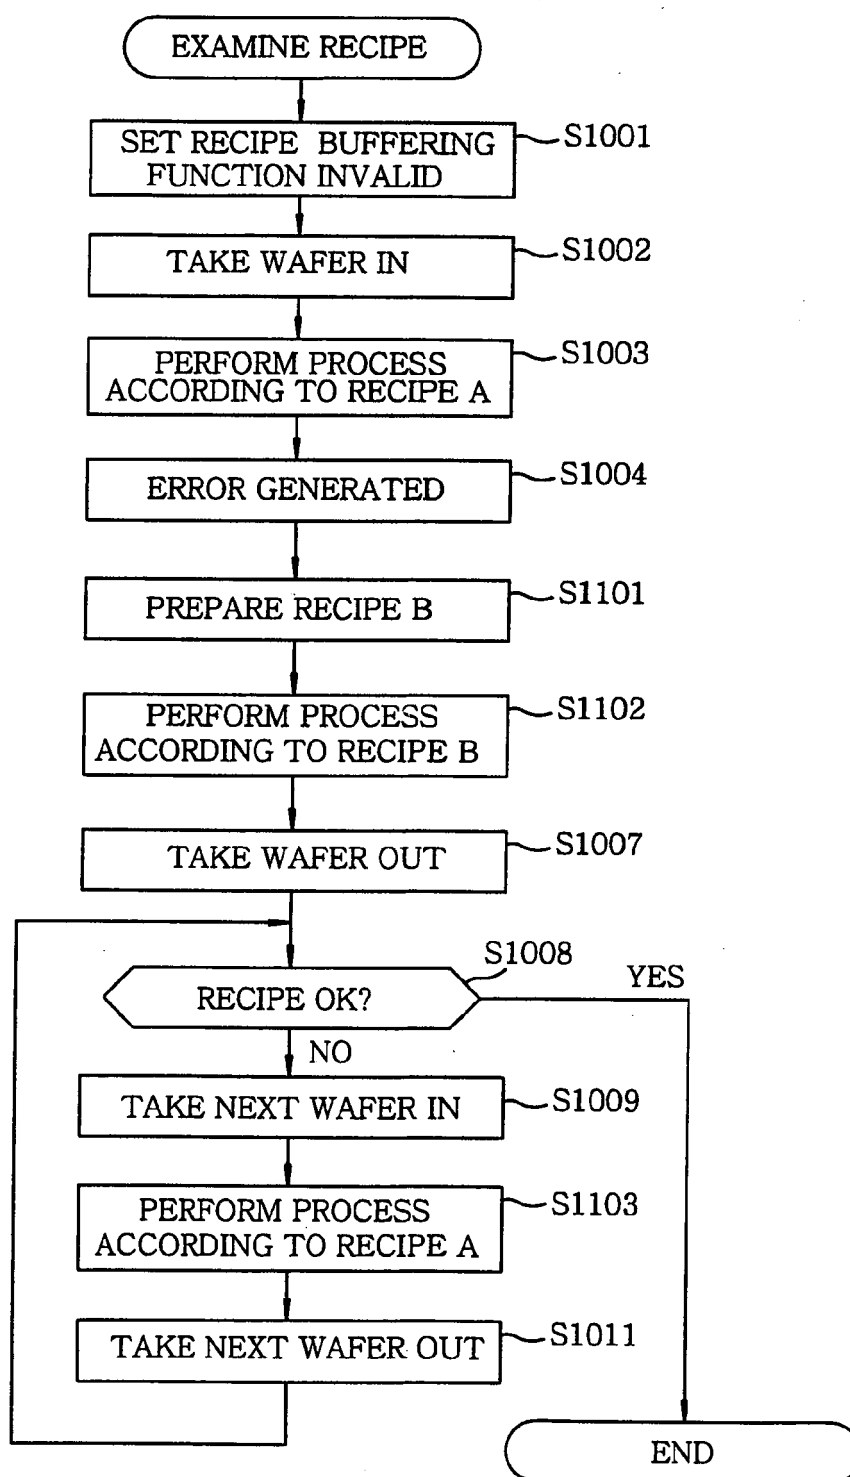 EXAMINE RECIPE
SET RECIPE BUFFERING
FUNCTION INVALID
S1001
TAKE WAFER IN
S1002
PERFORM PROCESS
ACCORDING TO RECIPE A
S1003
ERROR GENERATED
S1004
PREPARE RECIPE B
S1101
PERFORM PROCESS
ACCORDING TO RECIPE B
S1102
TAKE WAFER OUT
S1007
RECIPE OK?
S1008
YES
NO
TAKE NEXT WAFER IN
S1009
PERFORM PROCESS
ACCORDING TO RECIPE A
S1103
TAKE NEXT WAFER OUT
S1011
END